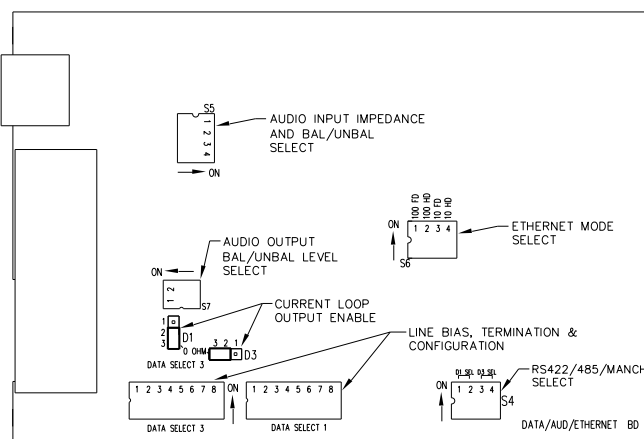 S5
1
2
3
4
AUDIO INPUT IMPEDANCE
AND BAL/UNBAL
SELECT
ON
100 FD
100 HD
10 FD
10 HD
ON
1 2 3 4
S6
ETHERNET MODE
SELECT
AUDIO OUTPUT
BAL/UNBAL LEVEL
SELECT
ON
1 2
S7
CURRENT LOOP
OUTPUT ENABLE
1
2
3
D1
0 OHM
3 2 1
D3
DATA SELECT 3
LINE BIAS, TERMINATION &
CONFIGURATION
1 2 3 4 5 6 7 8
ON
1 2 3 4 5 6 7 8
DATA SELECT 3
DATA SELECT 1
D1 SEL D3 SEL
ON
1 2 3 4
S4
RS422/485/MANCH
SELECT
DATA/AUD/ETHERNET BD